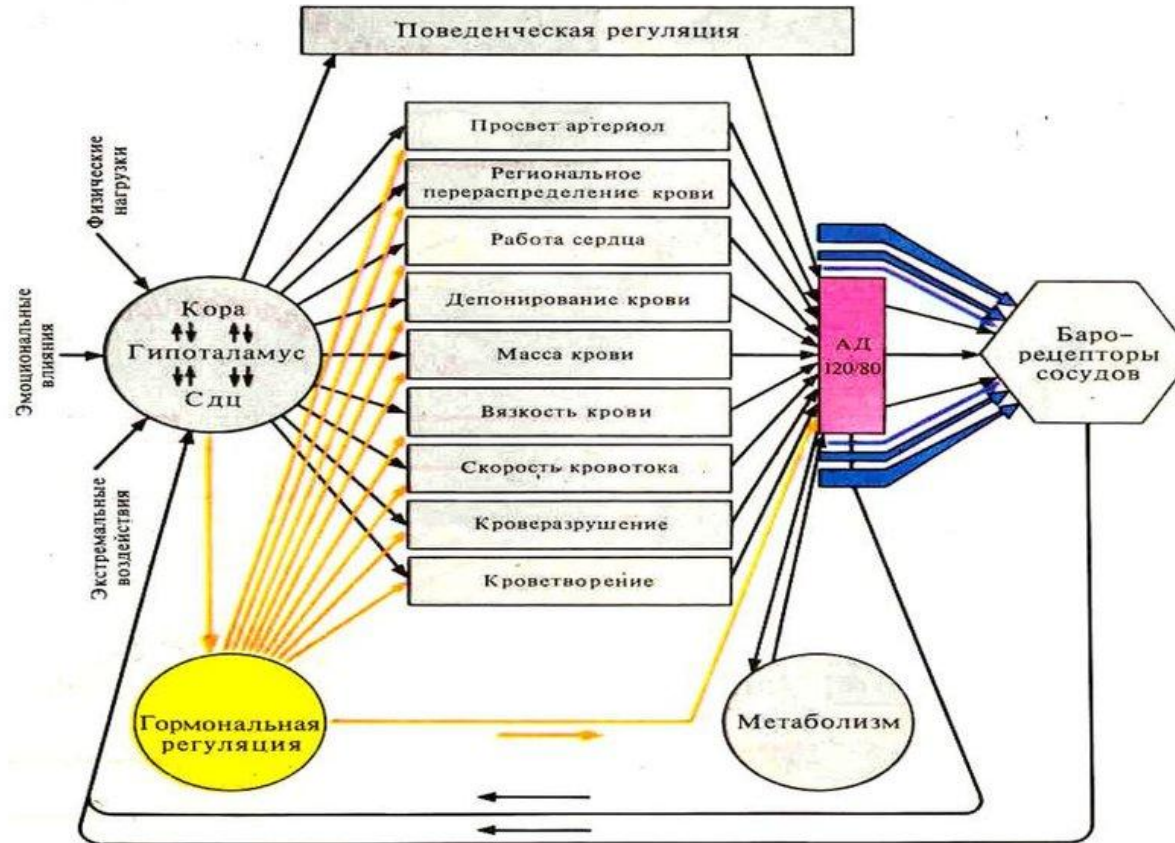 Поведенческая регуляция
Просвет артериол
Региональное
перераспределение крови
Работа сердца
Депонирование крови
Масса крови
Вязкость крови
Скорость кровотока
Кроверазрушение
Кроветворение
Физические
нагрузки
Эмоциональные
влияния
Экстремальные
воздействия
Кора
Гипоталамус
Сдц
Гормональная
регуляция
АД
120/80
Баро-
рецепторы
сосудов
Метаболизм